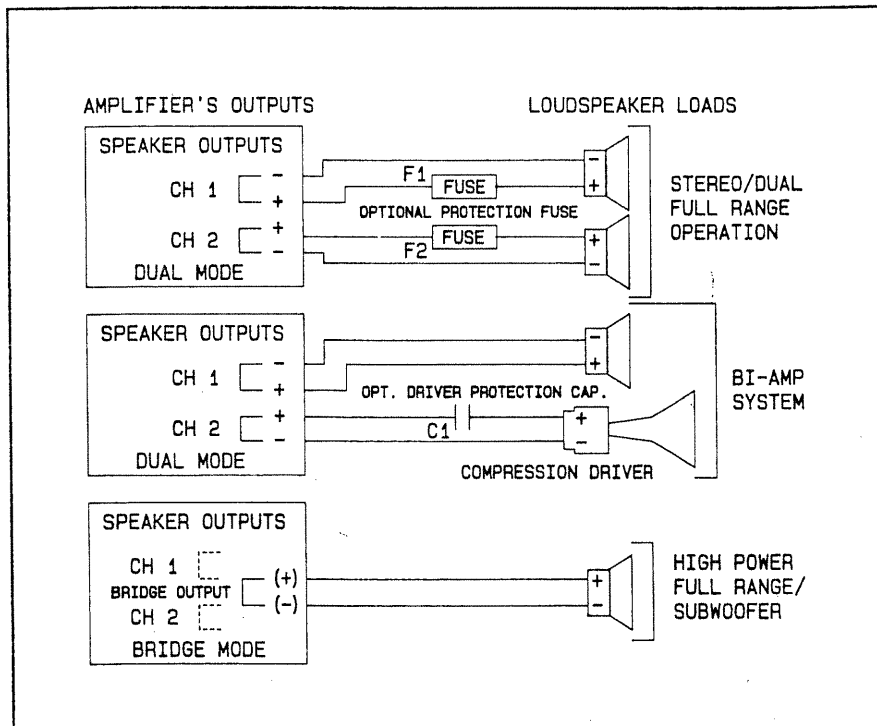 AMPLIFIER'S OUTPUTS
LOUDSPEAKER LOADS
SPEAKER OUTPUTS
CH 1
-
+
CH 2
+
-
DUAL MODE
F1
FUSE
OPTIONAL PROTECTION FUSE
FUSE
F2
-
+
+
-
STEREO/DUAL
FULL RANGE
OPERATION
SPEAKER OUTPUTS
CH 1
-
+
CH 2
+
-
DUAL MODE
-
+
OPT. DRIVER PROTECTION CAP.
C1
+
-
COMPRESSION DRIVER
BI-AMP
SYSTEM
SPEAKER OUTPUTS
CH 1
BRIDGE OUTPUT
CH 2
(+)
(-)
BRIDGE MODE
+
-
HIGH POWER
FULL RANGE/
SUBWOOFER